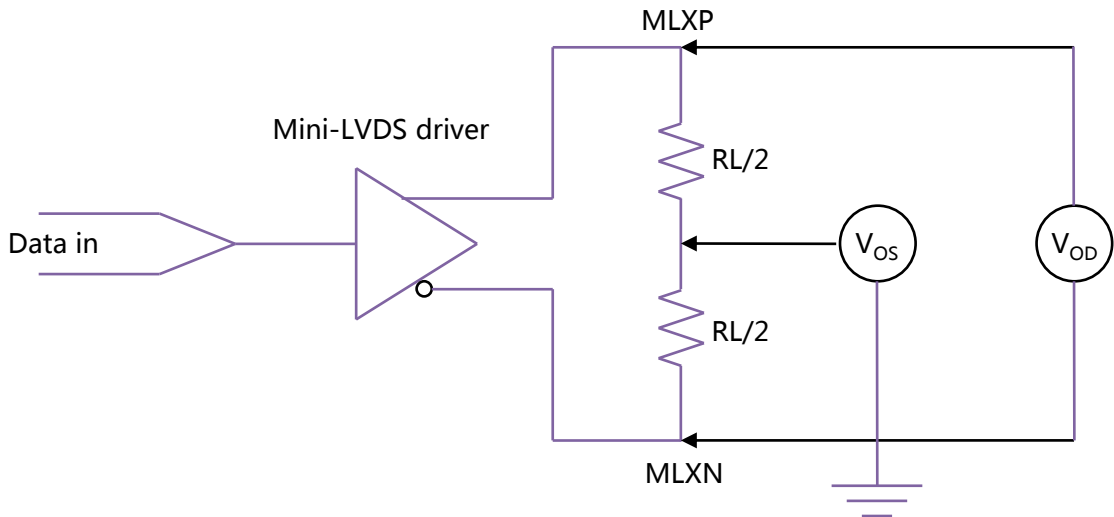 MLXP
Mini-LVDS driver
RL/2
Data in
VOS
VOD
RL/2
MLXN